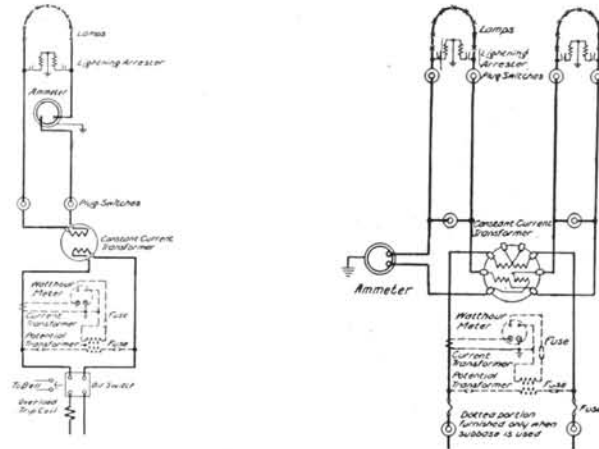 Lamps
Lightning Arrester
Ammeter
Plug Switches
Constant Current
Transformer
Watthour
Meter
Fuse
Current
Transformer
Potential
Transformer
Fuse
To Bell
Oil Switch
Overload
Trip Coil
Lamps
Lightning
Arrester
Plug Switches
Constant Current
Transformer
Ammeter
Watthour
Meter
Fuse
Current
Transformer
Potential
Transformer
Fuse
Dotted portion
furnished only when
subbase is used
Fuse